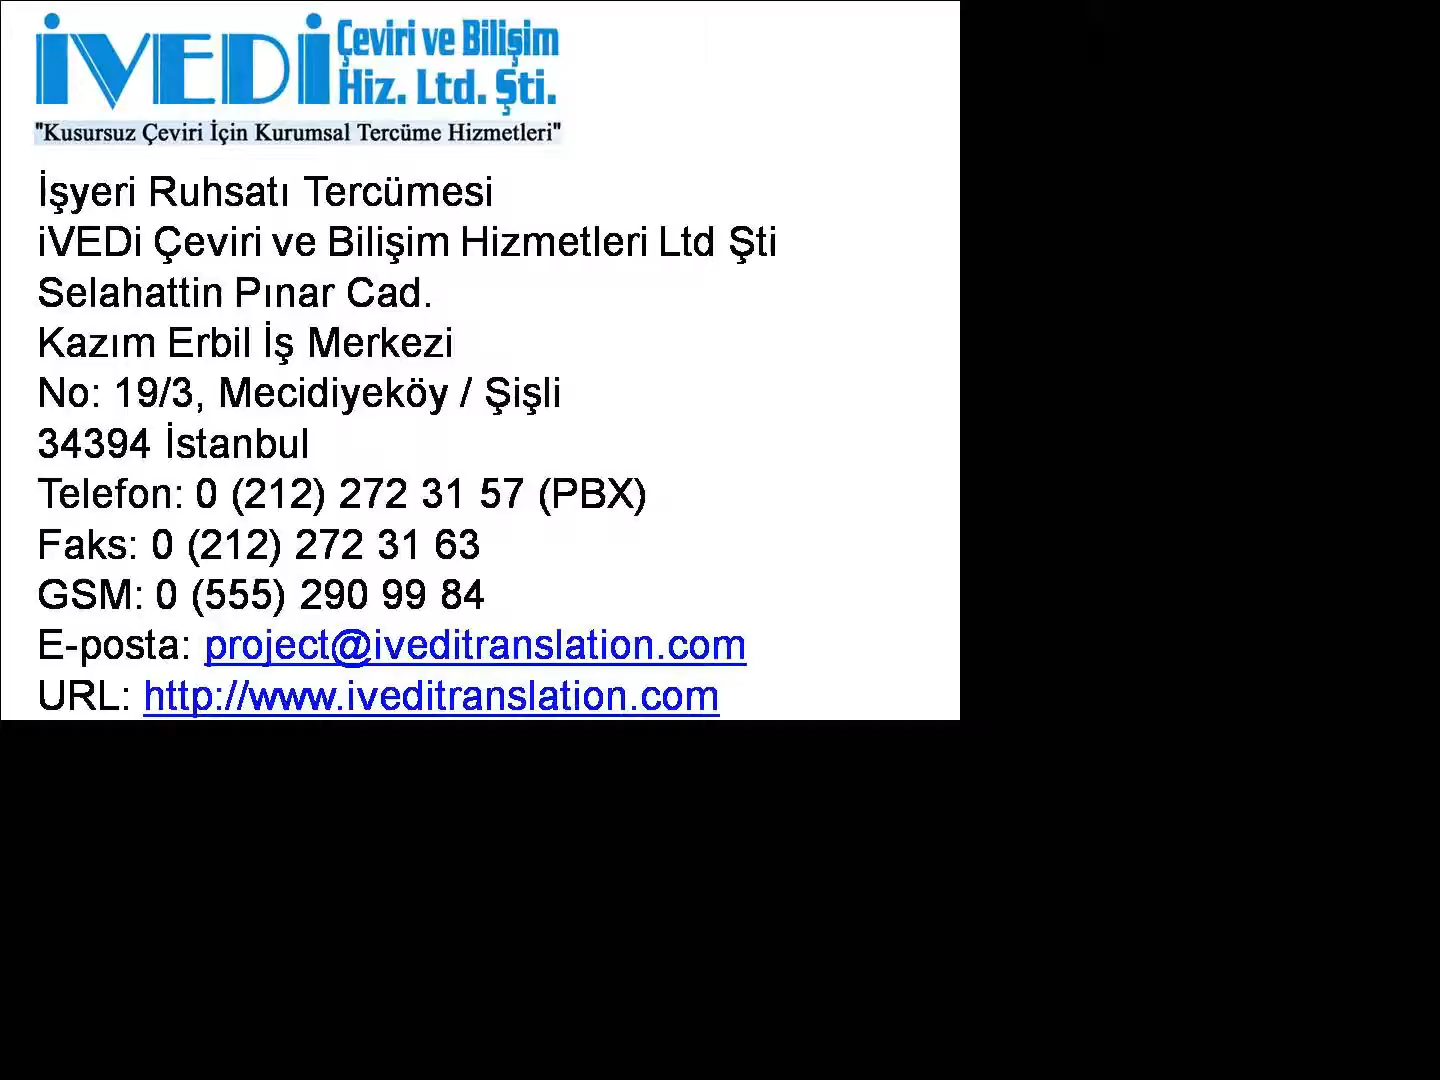 İVEDİ Çeviri ve Bilişim
Hiz. Ltd. Şti.
"Kusursuz Çeviri İçin Kurumsal Tercüme Hizmetleri"
İşyeri Ruhsatı Tercümesi
iVEDi Çeviri ve Bilişim Hizmetleri Ltd Şti
Selahattin Pınar Cad.
Kazım Erbil İş Merkezi
No: 19/3, Mecidiyeköy / Şişli
34394 İstanbul
Telefon: 0 (212) 272 31 57 (PBX)
Faks: 0 (212) 272 31 63
GSM: 0 (555) 290 99 84
E-posta: project@iveditranslation.com
URL: http://www.iveditranslation.com